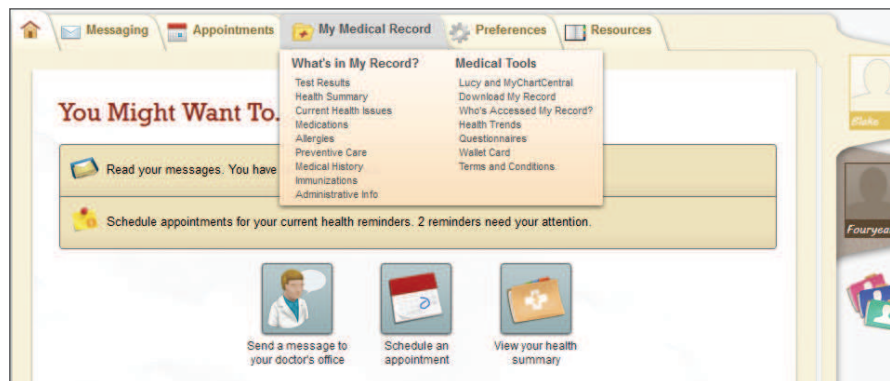 Messaging
Appointments
My Medical Record
Preferences
Resources
What's in My Record?
Test Results
Health Summary
Current Health Issues
Medications
Allergies
Preventive Care
Medical History
Immunizations
Administrative Info
Medical Tools
Lucy and MyChartCentral
Download My Record
Who's Accessed My Record?
Health Trends
Questionnaires
Wallet Card
Terms and Conditions
You Might Want To.
Read your messages. You have
Schedule appointments for your current health reminders. 2 reminders need your attention.
Send a message to
your doctor's office
Schedule an
appointment
View your health
summary
Blake
Fouryea